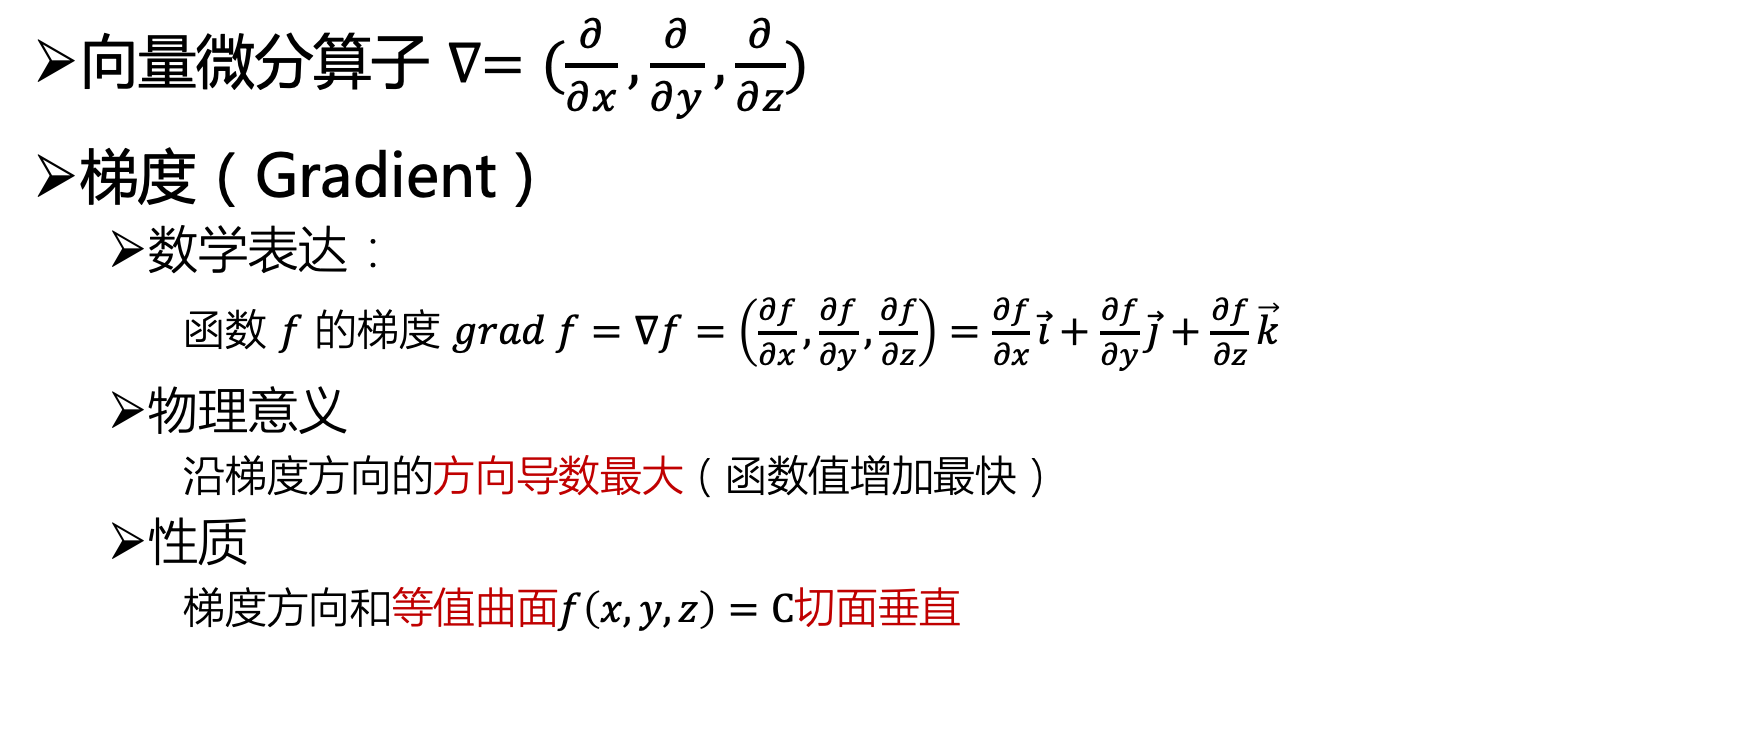 ➢向量微分算子 ∇= (∂/∂x, ∂/∂y, ∂/∂z)
➢梯度（Gradient）
➢数学表达：
函数 f 的梯度 grad f = ∇f = (∂f/∂x, ∂f/∂y, ∂f/∂z) = ∂f/∂x i⃗ + ∂f/∂y j⃗ + ∂f/∂z k⃗
➢物理意义
沿梯度方向的方向导数最大（函数值增加最快）
➢性质
梯度方向和等值曲面f(x, y, z) = C切面垂直